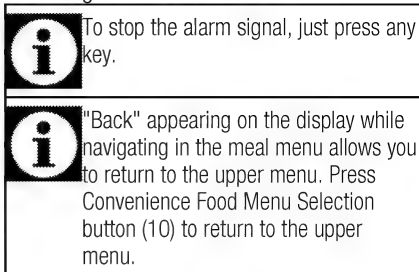 To stop the alarm signal, just press any
key.
"Back" appearing on the display while
navigating in the meal menu allows you
to return to the upper menu. Press
Convenience Food Menu Selection
button (10) to return to the upper
menu.